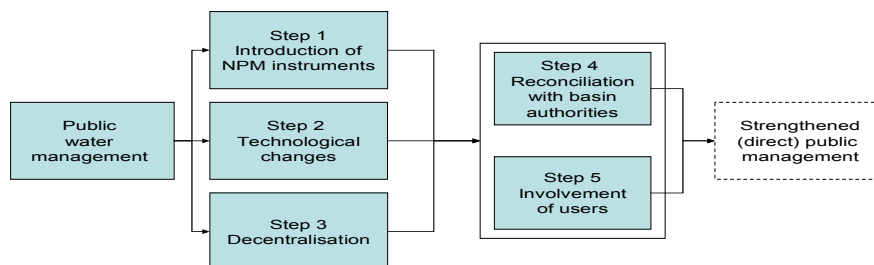 Public
water
management
Step 1
Introduction of
NPM instruments
Step 2
Technological
changes
Step 3
Decentralisation
Step 4
Reconciliation
with basin
authorities
Step 5
Involvement
of users
Strengthened
(direct) public
management